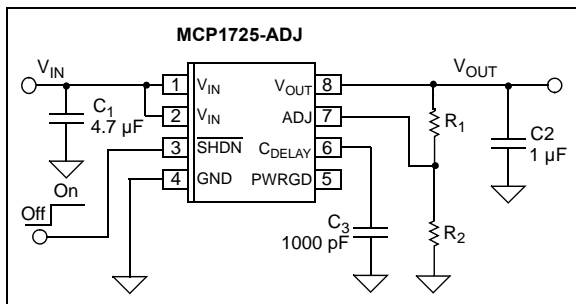 MCP1725-ADJ
VIN
1 VIN VOUT 8 VOUT
2 VIN ADJ 7 R1
C1
4.7 µF
3 SHDN CDELAY 6 C2
1 µF
4 GND PWRGD 5
On
Off
C3
1000 pF
R2